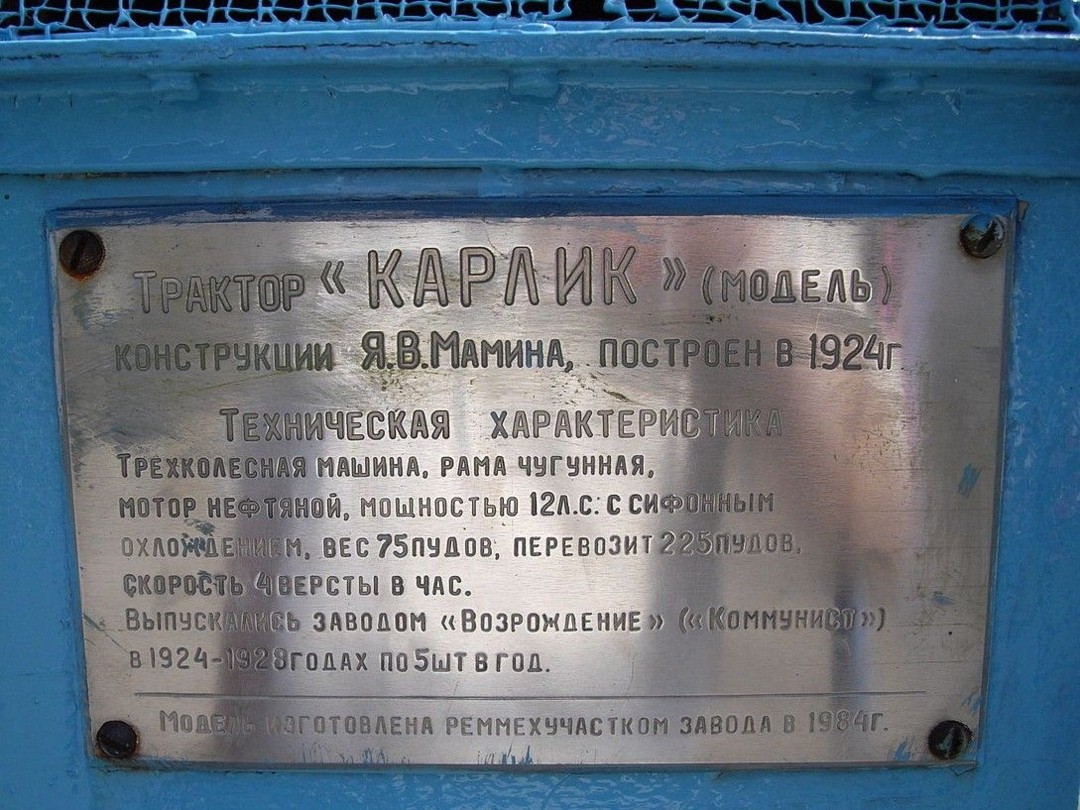 Трактор «КАРЛИК» (модель)
конструкции Я.В.Мамина, построен в 1924г
Техническая характеристика
Трехколесная машина, рама чугунная,
мотор нефтяной, мощностью 12л.с. с сифонным
охлождением, вес 75пудов, перевозит 225пудов,
скорость 4версты в час.
Выпускались заводом «Возрождение» («Коммунист»)
в 1924-1928годах по 5шт в год.
Модель изготовлена реммехучастком завода в 1984г.